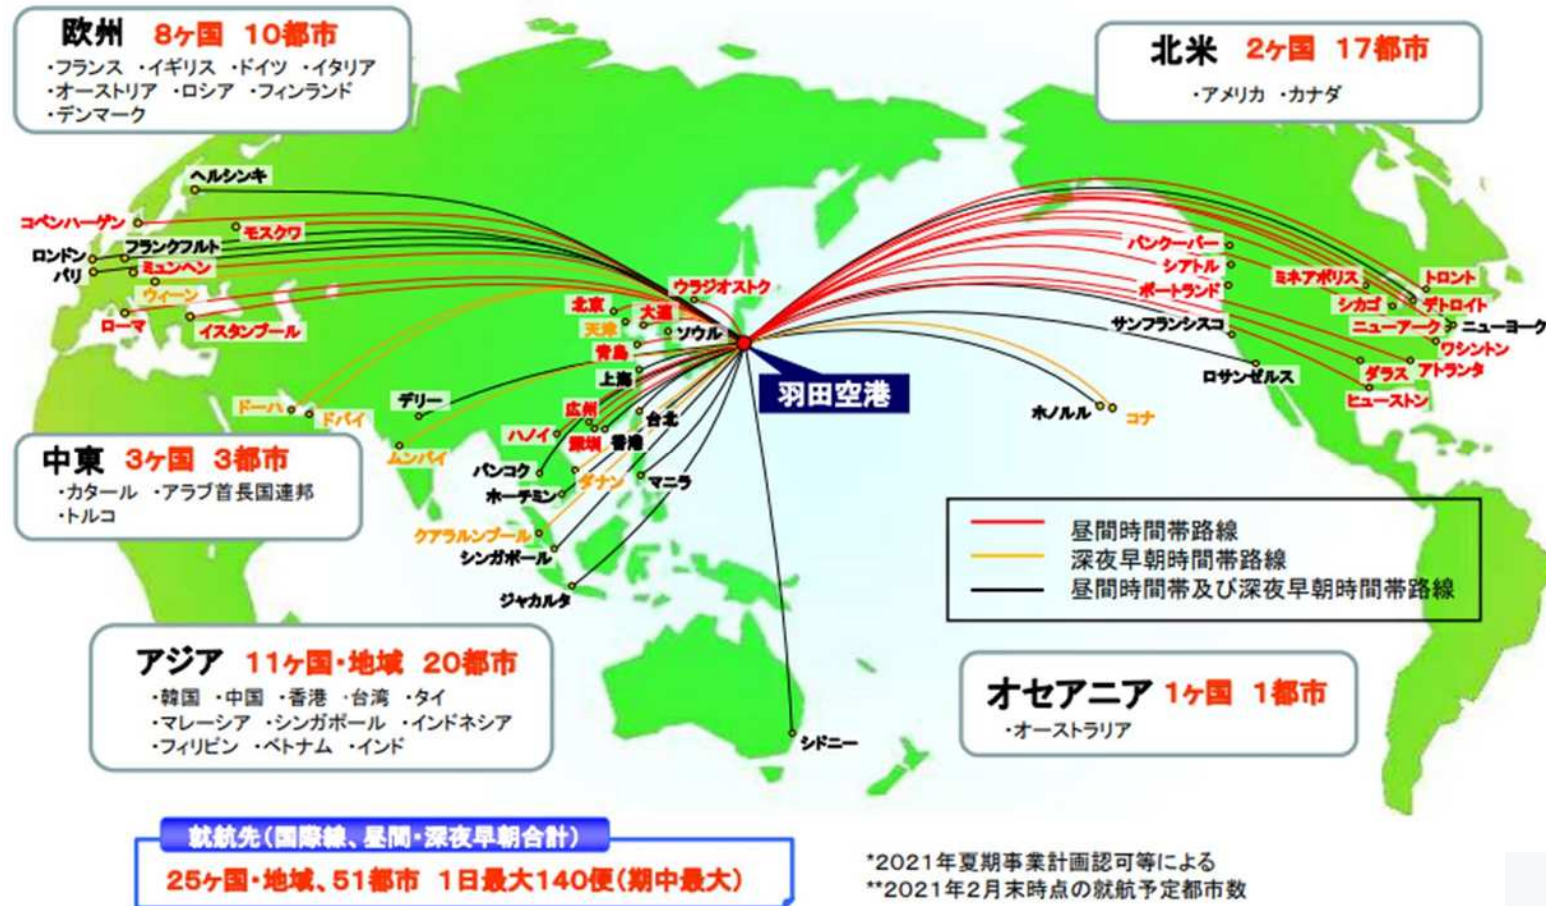 欧州 8ヶ国 10都市
・フランス ・イギリス ・ドイツ ・イタリア
・オーストリア ・ロシア ・フィンランド
・デンマーク
北米 2ヶ国 17都市
・アメリカ ・カナダ
ヘルシンキ
コペンハーゲン
モスクワ
ロンドン
フランクフルト
パリ
ミュンヘン
ウィーン
ローマ
イスタンブール
ウラジオストク
北京
大連
天津
ソウル
青島
上海
羽田空港
バンクーバー
シアトル
ポートランド
サンフランシスコ
ロサンゼルス
ミネアポリス
トロント
シカゴ
デトロイト
ニューアーク
ニューヨーク
ワシントン
ダラス
アトランタ
ヒューストン
ホノルル
コナ
ドーハ
ドバイ
デリー
ムンバイ
広州
台北
ハノイ
深圳
香港
バンコク
ダナン
マニラ
ホーチミン
クアラルンプール
シンガポール
ジャカルタ
シドニー
中東 3ヶ国 3都市
・カタール ・アラブ首長国連邦
・トルコ
昼間時間帯路線
深夜早朝時間帯路線
昼間時間帯及び深夜早朝時間帯路線
アジア 11ヶ国・地域 20都市
・韓国 ・中国 ・香港 ・台湾 ・タイ
・マレーシア ・シンガポール ・インドネシア
・フィリピン ・ベトナム ・インド
オセアニア 1ヶ国 1都市
・オーストラリア
就航先(国際線、昼間・深夜早朝合計)
25ヶ国・地域、51都市 1日最大140便(期中最大)
*2021年夏期事業計画認可等による
**2021年2月末時点の就航予定都市数